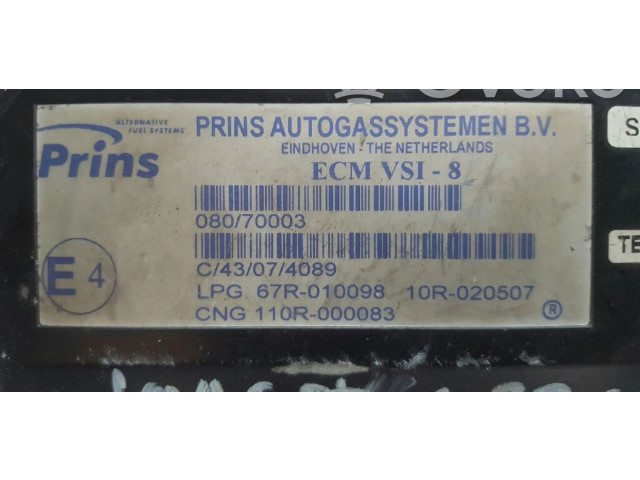 ALTERNATIVE
FUEL SYSTEMS
Prins
PRINS AUTOGASSYSTEMEN B.V.
EINDHOVEN - THE NETHERLANDS
ECM VSI - 8
080/70003
C/43/07/4089
E 4
LPG 67R-010098 10R-020507
CNG 110R-000083 ®
S
TE